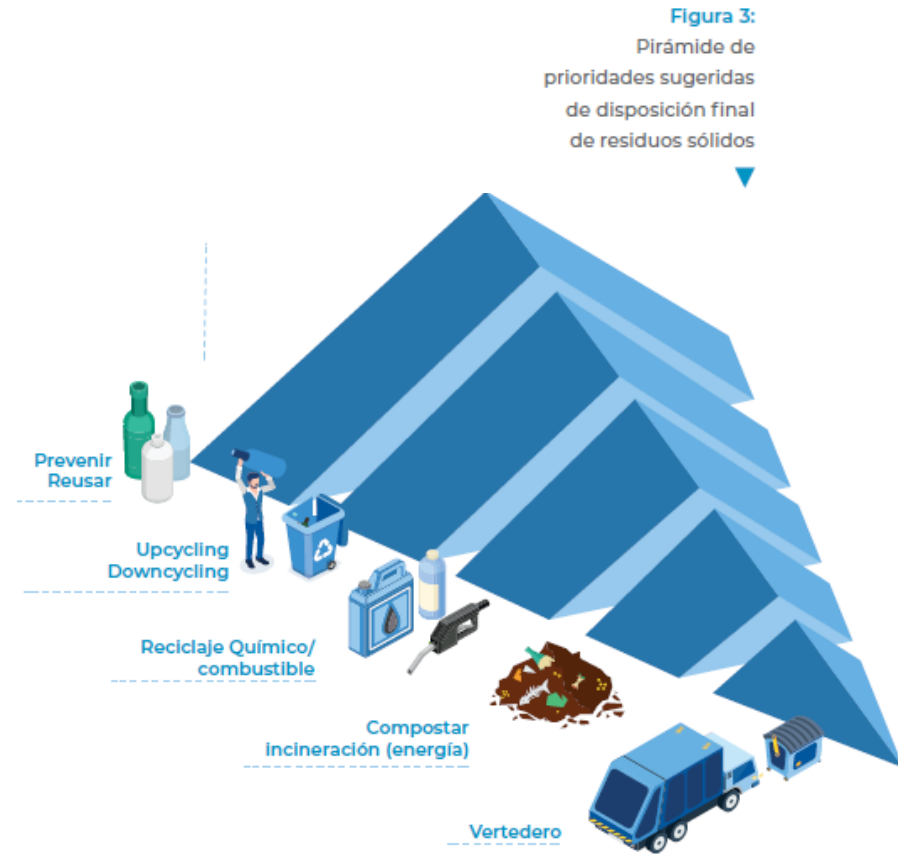 Figura 3:
Pirámide de
prioridades sugeridas
de disposición final
de residuos sólidos
Prevenir
Reusar
Upcycling
Downcycling
Reciclaje Químico/
combustible
Compostar
incineración (energía)
Vertedero